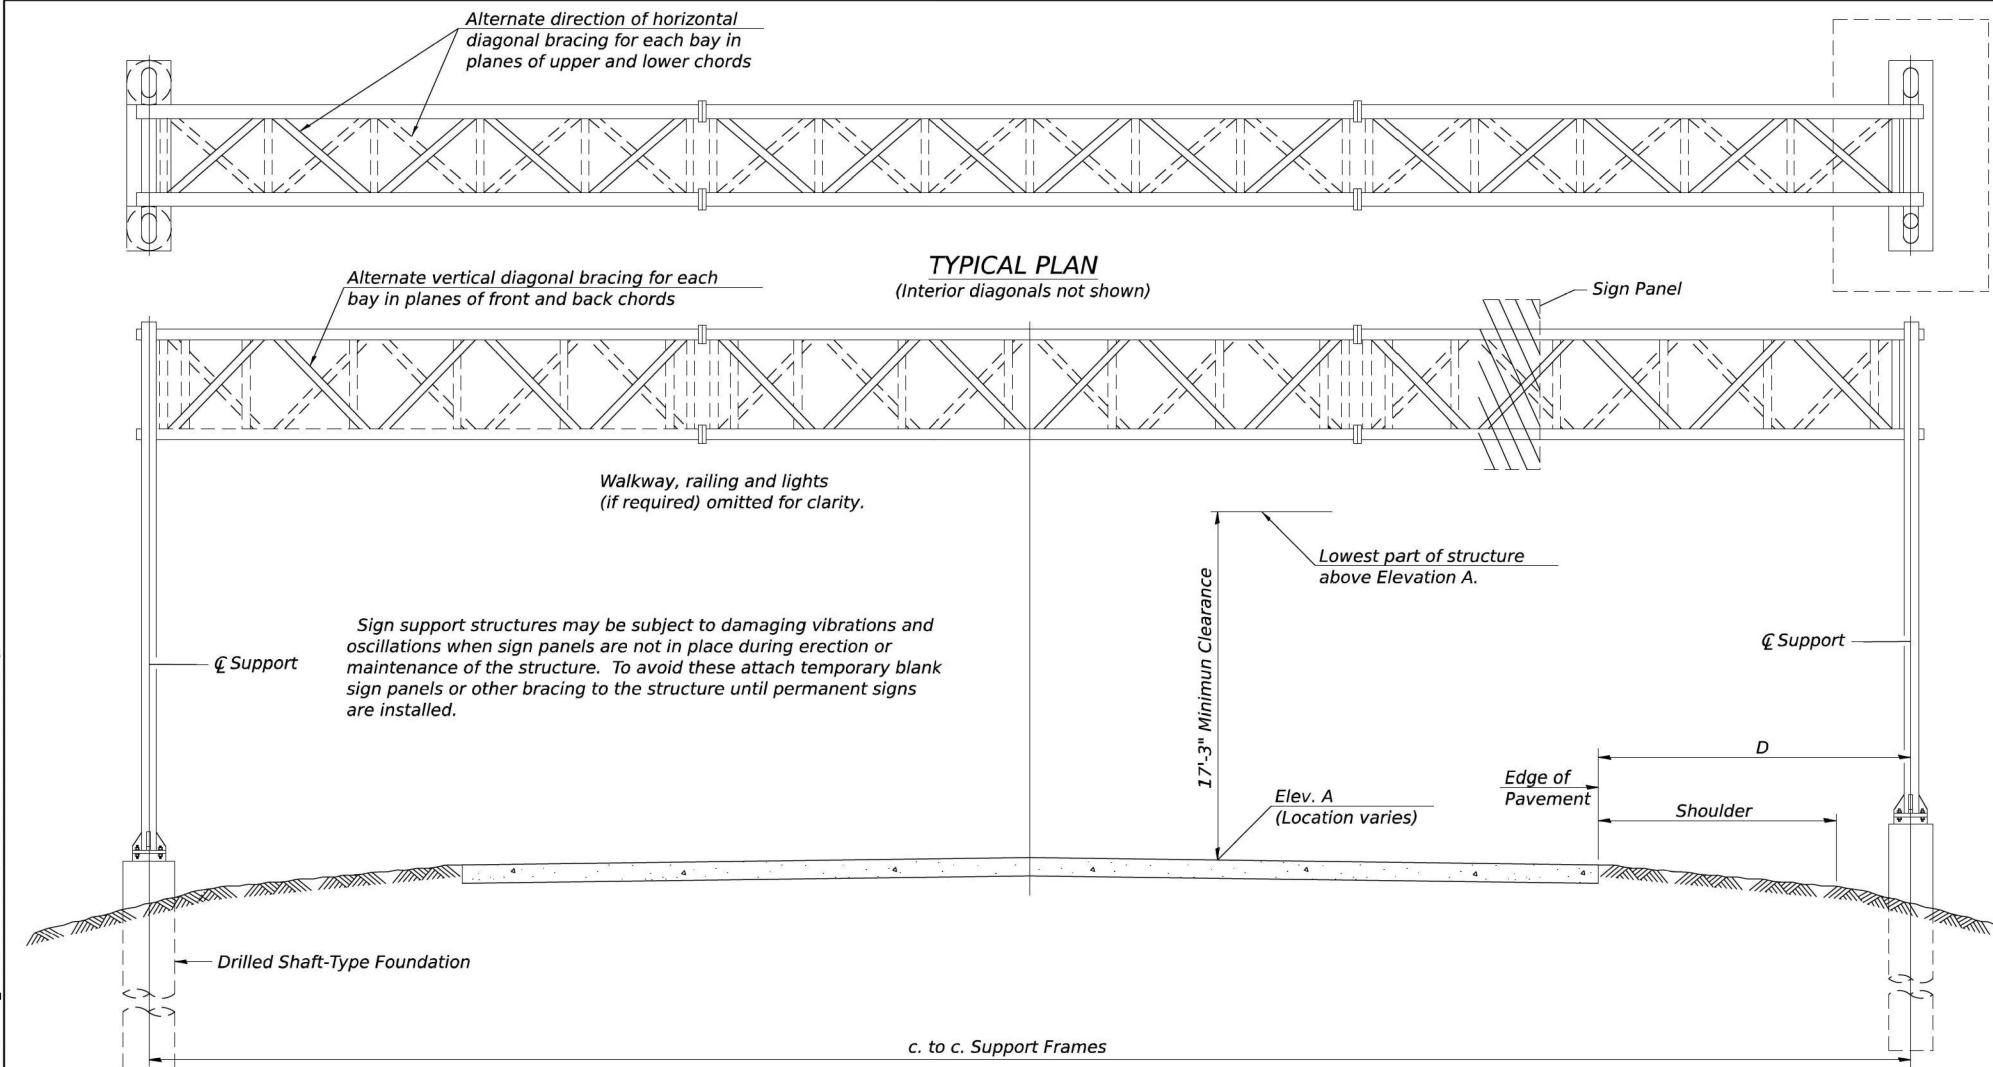 Alternate direction of horizontal
diagonal bracing for each bay in
planes of upper and lower chords
TYPICAL PLAN
(Interior diagonals not shown)
Alternate vertical diagonal bracing for each
bay in planes of front and back chords
Sign Panel
Walkway, railing and lights
(if required) omitted for clarity.
Lowest part of structure
above Elevation A.
17'-3" Minimun Clearance
Sign support structures may be subject to damaging vibrations and
oscillations when sign panels are not in place during erection or
maintenance of the structure. To avoid these attach temporary blank
sign panels or other bracing to the structure until permanent signs
are installed.
℄ Support
℄ Support
D
Edge of
Pavement
Shoulder
Elev. A
(Location varies)
Drilled Shaft-Type Foundation
c. to c. Support Frames